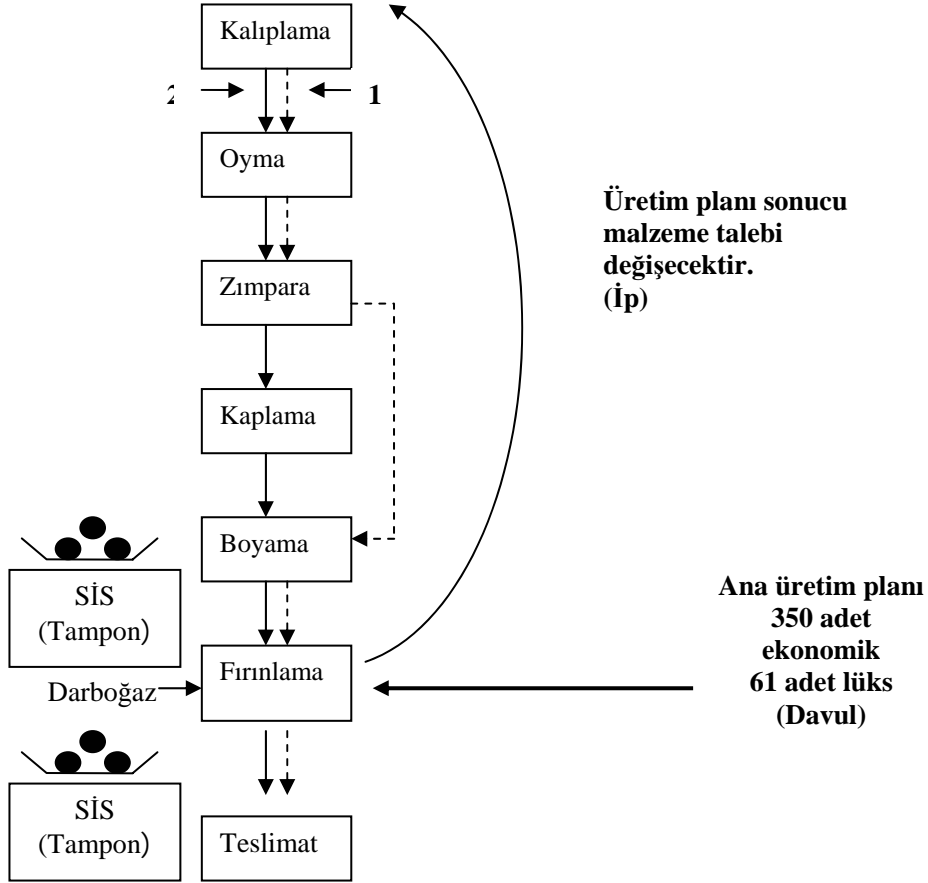 Kalıplama
1
Oyma
Zımpara
Kaplama
Boyama
Fırınlama
Teslimat
SİS
(Tampon)
Darboğaz
SİS
(Tampon)
Üretim planı sonucu
malzeme talebi
değişecektir.
(İp)
Ana üretim planı
350 adet
ekonomik
61 adet lüks
(Davul)